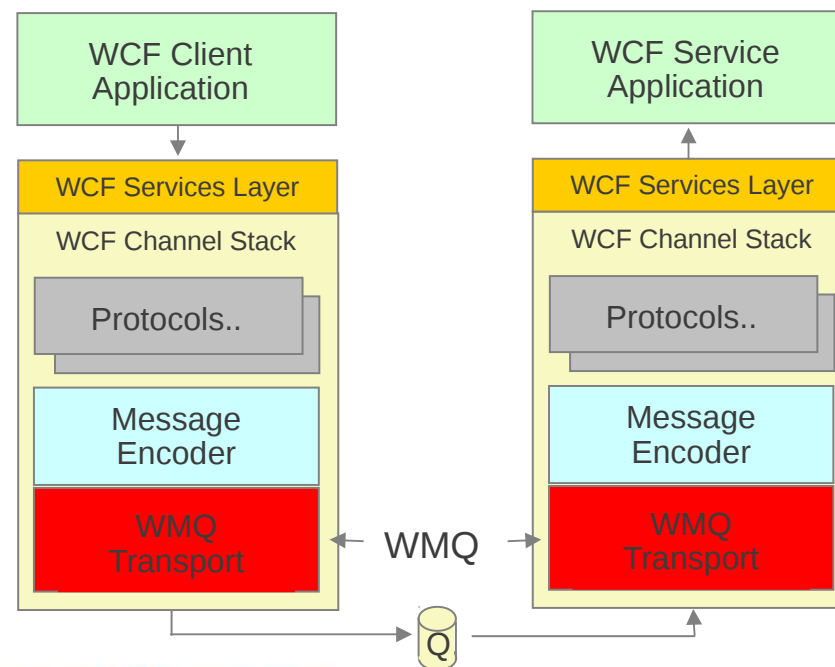 WCF Client
Application
WCF Services Layer
WCF Channel Stack
Protocols..
Message
Encoder
WMQ
Transport
WMQ
Q
WCF Service
Application
WCF Services Layer
WCF Channel Stack
Protocols..
Message
Encoder
WMQ
Transport